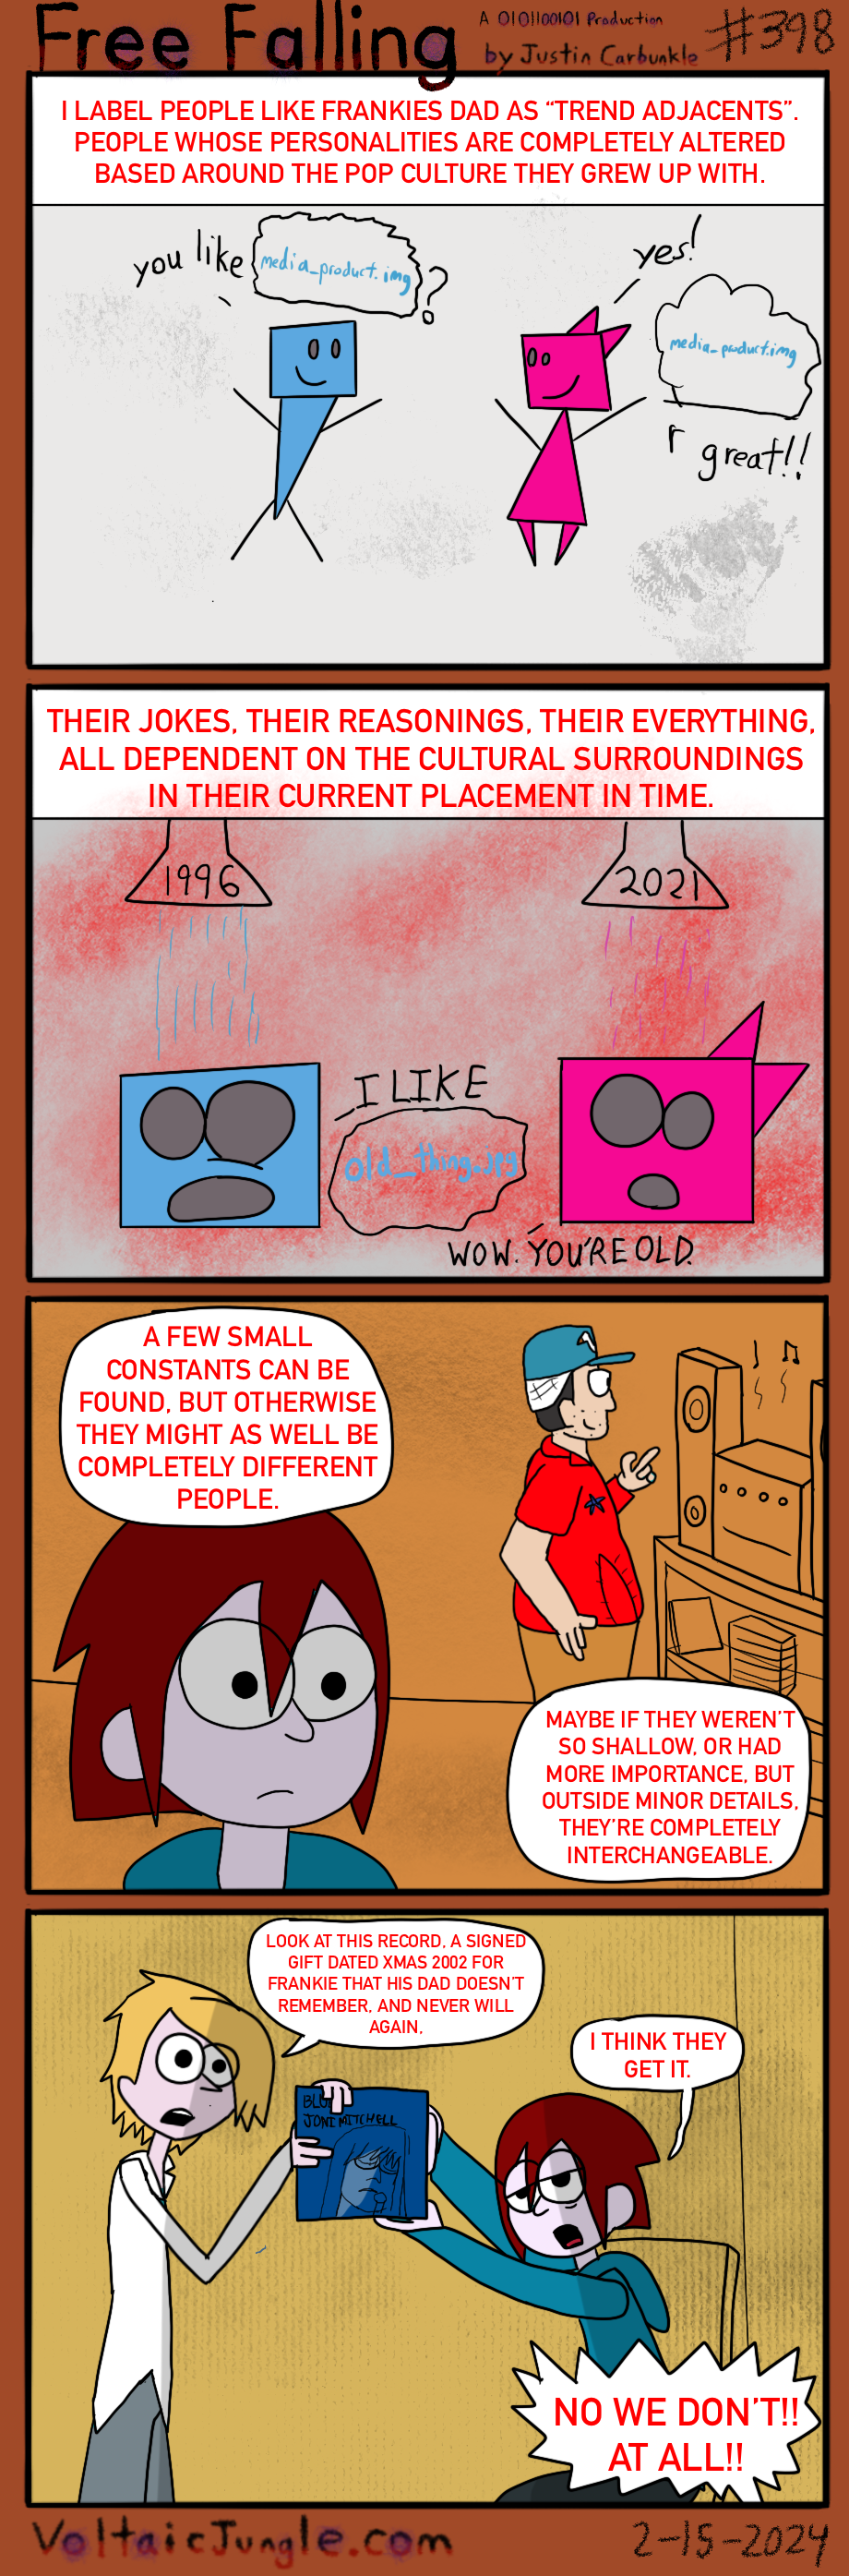 Free Falling
A 0101100101 Production
by Justin Carbunkle
#398
I LABEL PEOPLE LIKE FRANKIES DAD AS “TREND ADJACENTS”.
PEOPLE WHOSE PERSONALITIES ARE COMPLETELY ALTERED
BASED AROUND THE POP CULTURE THEY GREW UP WITH.
you like media_product.img?
yes!
media_product.img
r great!!
THEIR JOKES, THEIR REASONINGS, THEIR EVERYTHING,
ALL DEPENDENT ON THE CULTURAL SURROUNDINGS
IN THEIR CURRENT PLACEMENT IN TIME.
1996
2021
I LIKE
old_thing.jpg
WOW. YOU'RE OLD.
A FEW SMALL
CONSTANTS CAN BE
FOUND, BUT OTHERWISE
THEY MIGHT AS WELL BE
COMPLETELY DIFFERENT
PEOPLE.
MAYBE IF THEY WEREN'T
SO SHALLOW, OR HAD
MORE IMPORTANCE, BUT
OUTSIDE MINOR DETAILS,
THEY'RE COMPLETELY
INTERCHANGEABLE.
LOOK AT THIS RECORD, A SIGNED
GIFT DATED XMAS 2002 FOR
FRANKIE THAT HIS DAD DOESN'T
REMEMBER, AND NEVER WILL
AGAIN,
I THINK THEY
GET IT.
JONI MITCHELL
NO WE DON'T!!
AT ALL!!
VoltaicJungle.com
2-15-2024